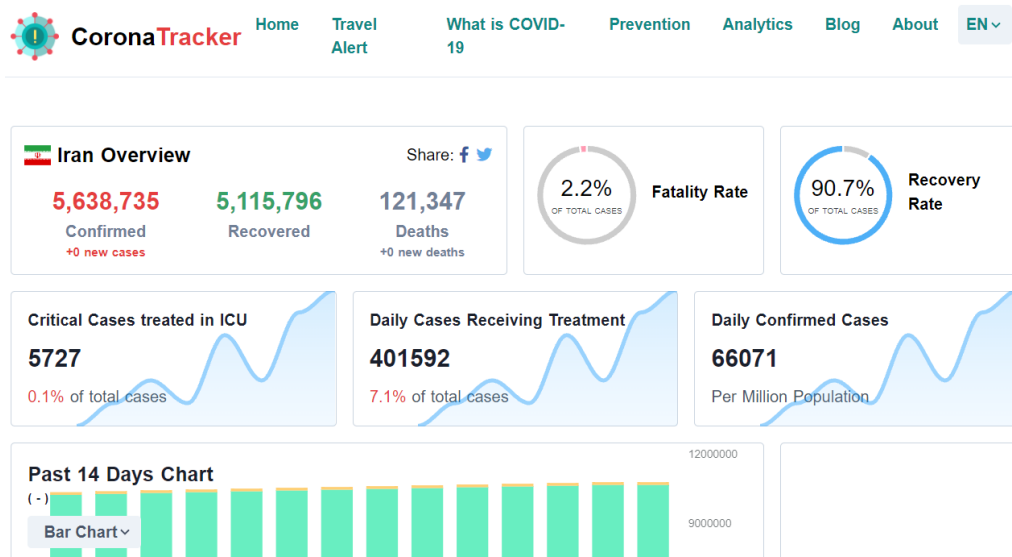 CoronaTracker
Home
Travel
Alert
What is COVID-
19
Prevention
Analytics
Blog
About
EN
Iran Overview
Share:
5,638,735
5,115,796
121,347
Confirmed
Recovered
Deaths
+0 new cases
+0 new deaths
2.2%
OF TOTAL CASES
Fatality Rate
90.7%
OF TOTAL CASES
Recovery
Rate
Critical Cases treated in ICU
5727
0.1% of total cases
Daily Cases Receiving Treatment
401592
7.1% of total cases
Daily Confirmed Cases
66071
Per Million Population
Past 14 Days Chart
( - )
Bar Chart
12000000
9000000